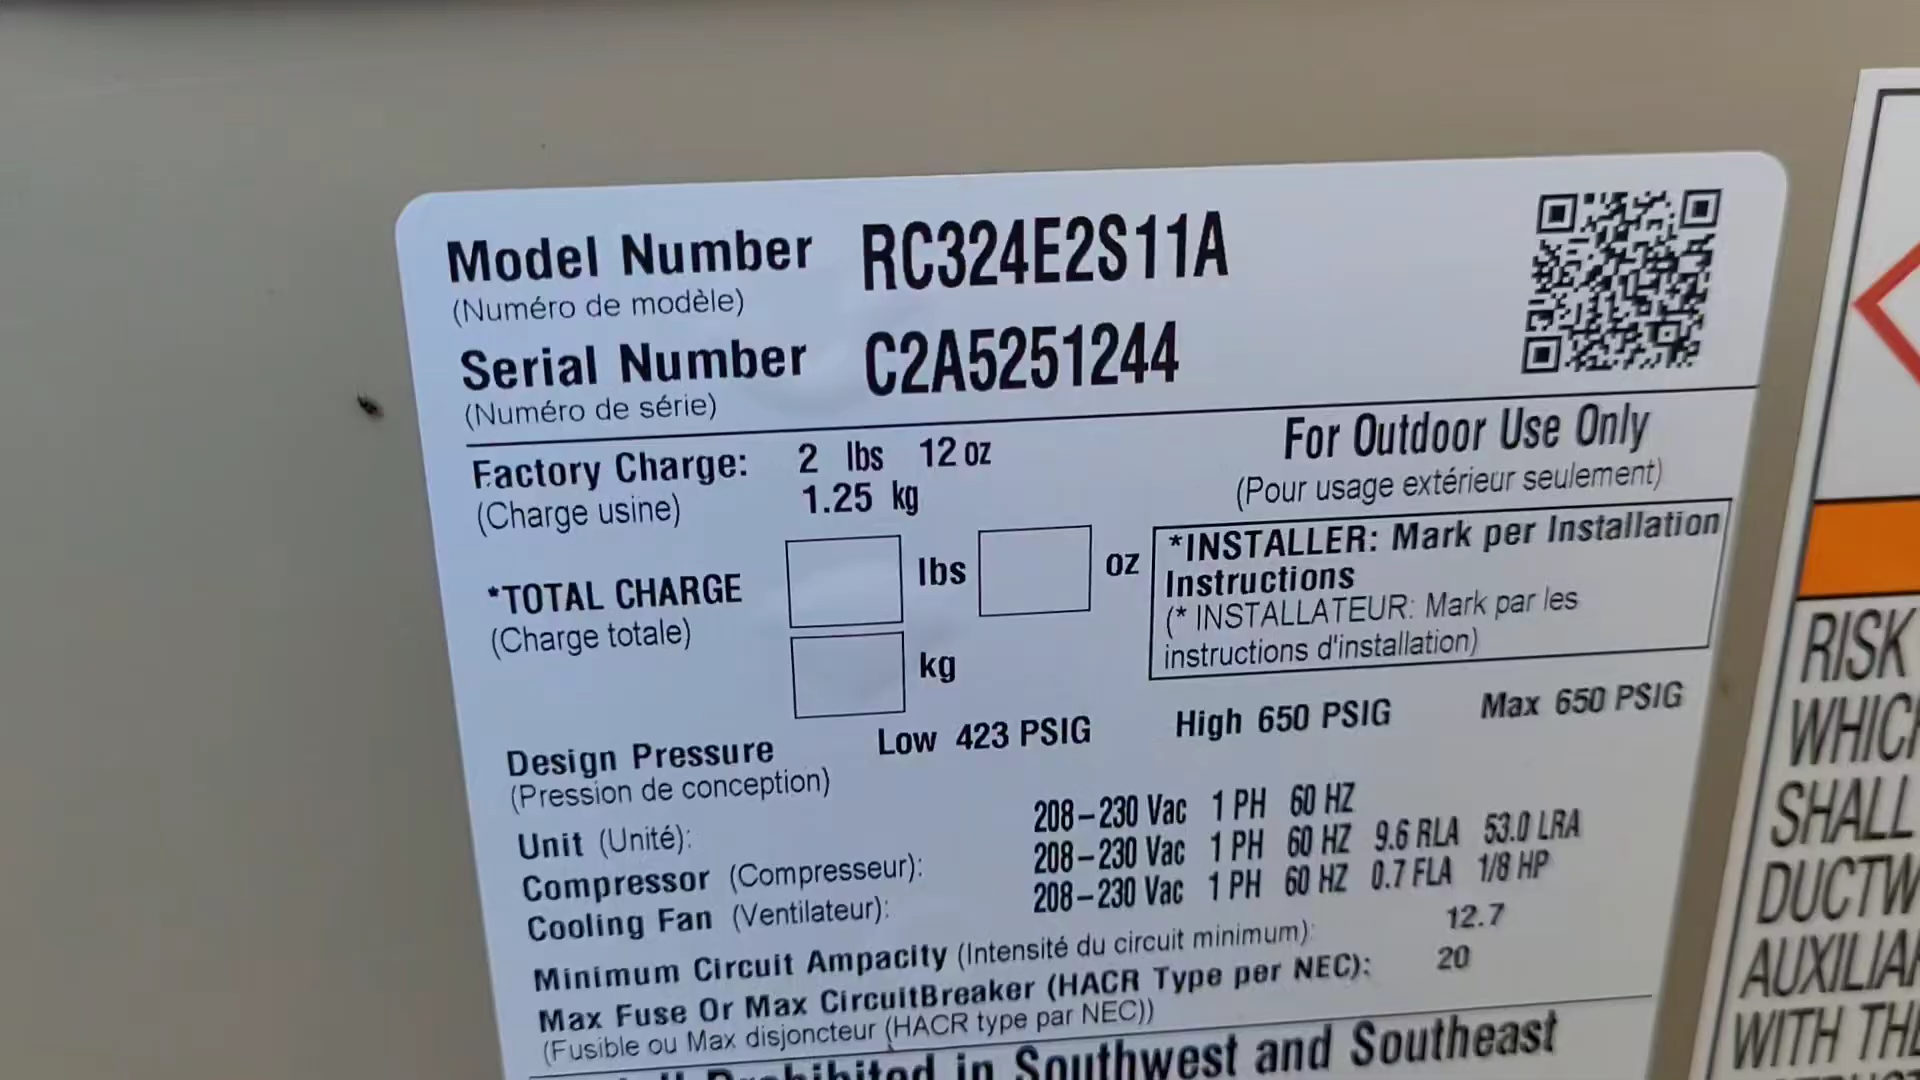 Model Number RC324E2S11A
(Numéro de modèle)
Serial Number C2A5251244
(Numéro de série)
Factory Charge: 2 lbs 12 oz
(Charge usine) 1.25 kg
For Outdoor Use Only
(Pour usage extérieur seulement)
*TOTAL CHARGE lbs oz
(Charge totale)
kg
*INSTALLER: Mark per Installation
Instructions
(* INSTALLATEUR: Mark par les
instructions d'installation)
Design Pressure Low 423 PSIG High 650 PSIG Max 650 PSIG
(Pression de conception)
Unit (Unité): 208-230 Vac 1 PH 60 HZ
Compressor (Compresseur): 208-230 Vac 1 PH 60 HZ 9.6 RLA 53.0 LRA
Cooling Fan (Ventilateur): 208-230 Vac 1 PH 60 HZ 0.7 FLA 1/8 HP
Minimum Circuit Ampacity (Intensité du circuit minimum): 12.7
Max Fuse Or Max CircuitBreaker (HACR Type per NEC): 20
(Fusible ou Max disjoncteur (HACR type par NEC))
Prohibited in Southwest and Southeast
RISK
SHALL
WITH